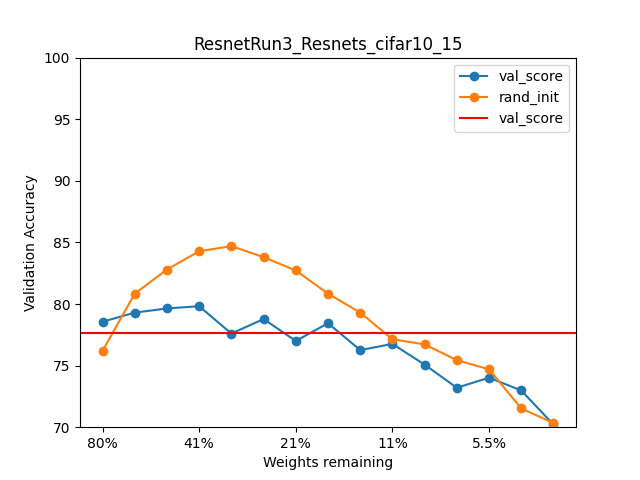 ResnetRun3_Resnets_cifar10_15
val_score
rand_init
val_score
Validation Accuracy
100
95
90
85
80
75
70
80% 41% 21% 11% 5.5%
Weights remaining